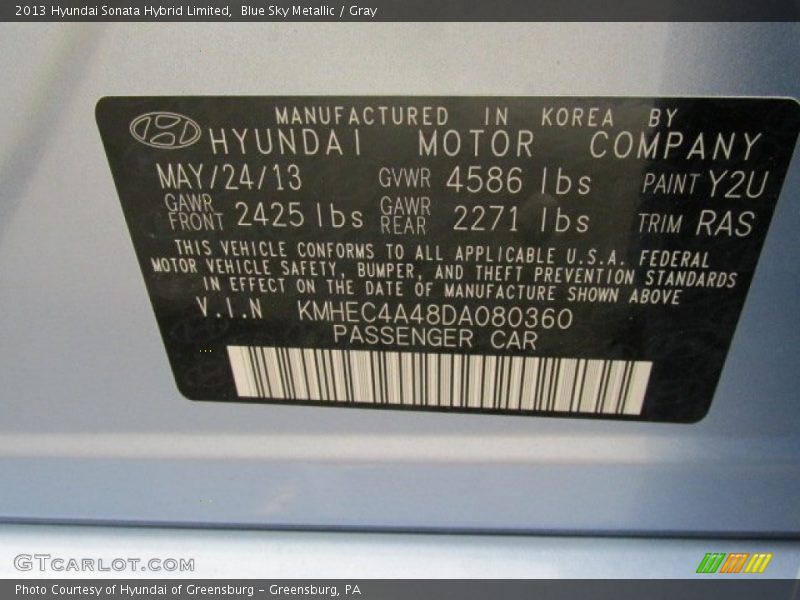 2013 Hyundai Sonata Hybrid Limited,  Blue Sky Metallic / Gray
MANUFACTURED IN KOREA BY
HYUNDAI MOTOR COMPANY
MAY/24/13 GVWR 4586 lbs PAINT Y2U
GAWR FRONT 2425 lbs GAWR REAR 2271 lbs TRIM RAS
THIS VEHICLE CONFORMS TO ALL APPLICABLE U.S.A. FEDERAL
MOTOR VEHICLE SAFETY, BUMPER, AND THEFT PREVENTION STANDARDS
IN EFFECT ON THE DATE OF MANUFACTURE SHOWN ABOVE
V.I.N KMHEC4A48DA080360
PASSENGER CAR
GTCARLOT.COM
Photo Courtesy of Hyundai of Greensburg - Greensburg, PA